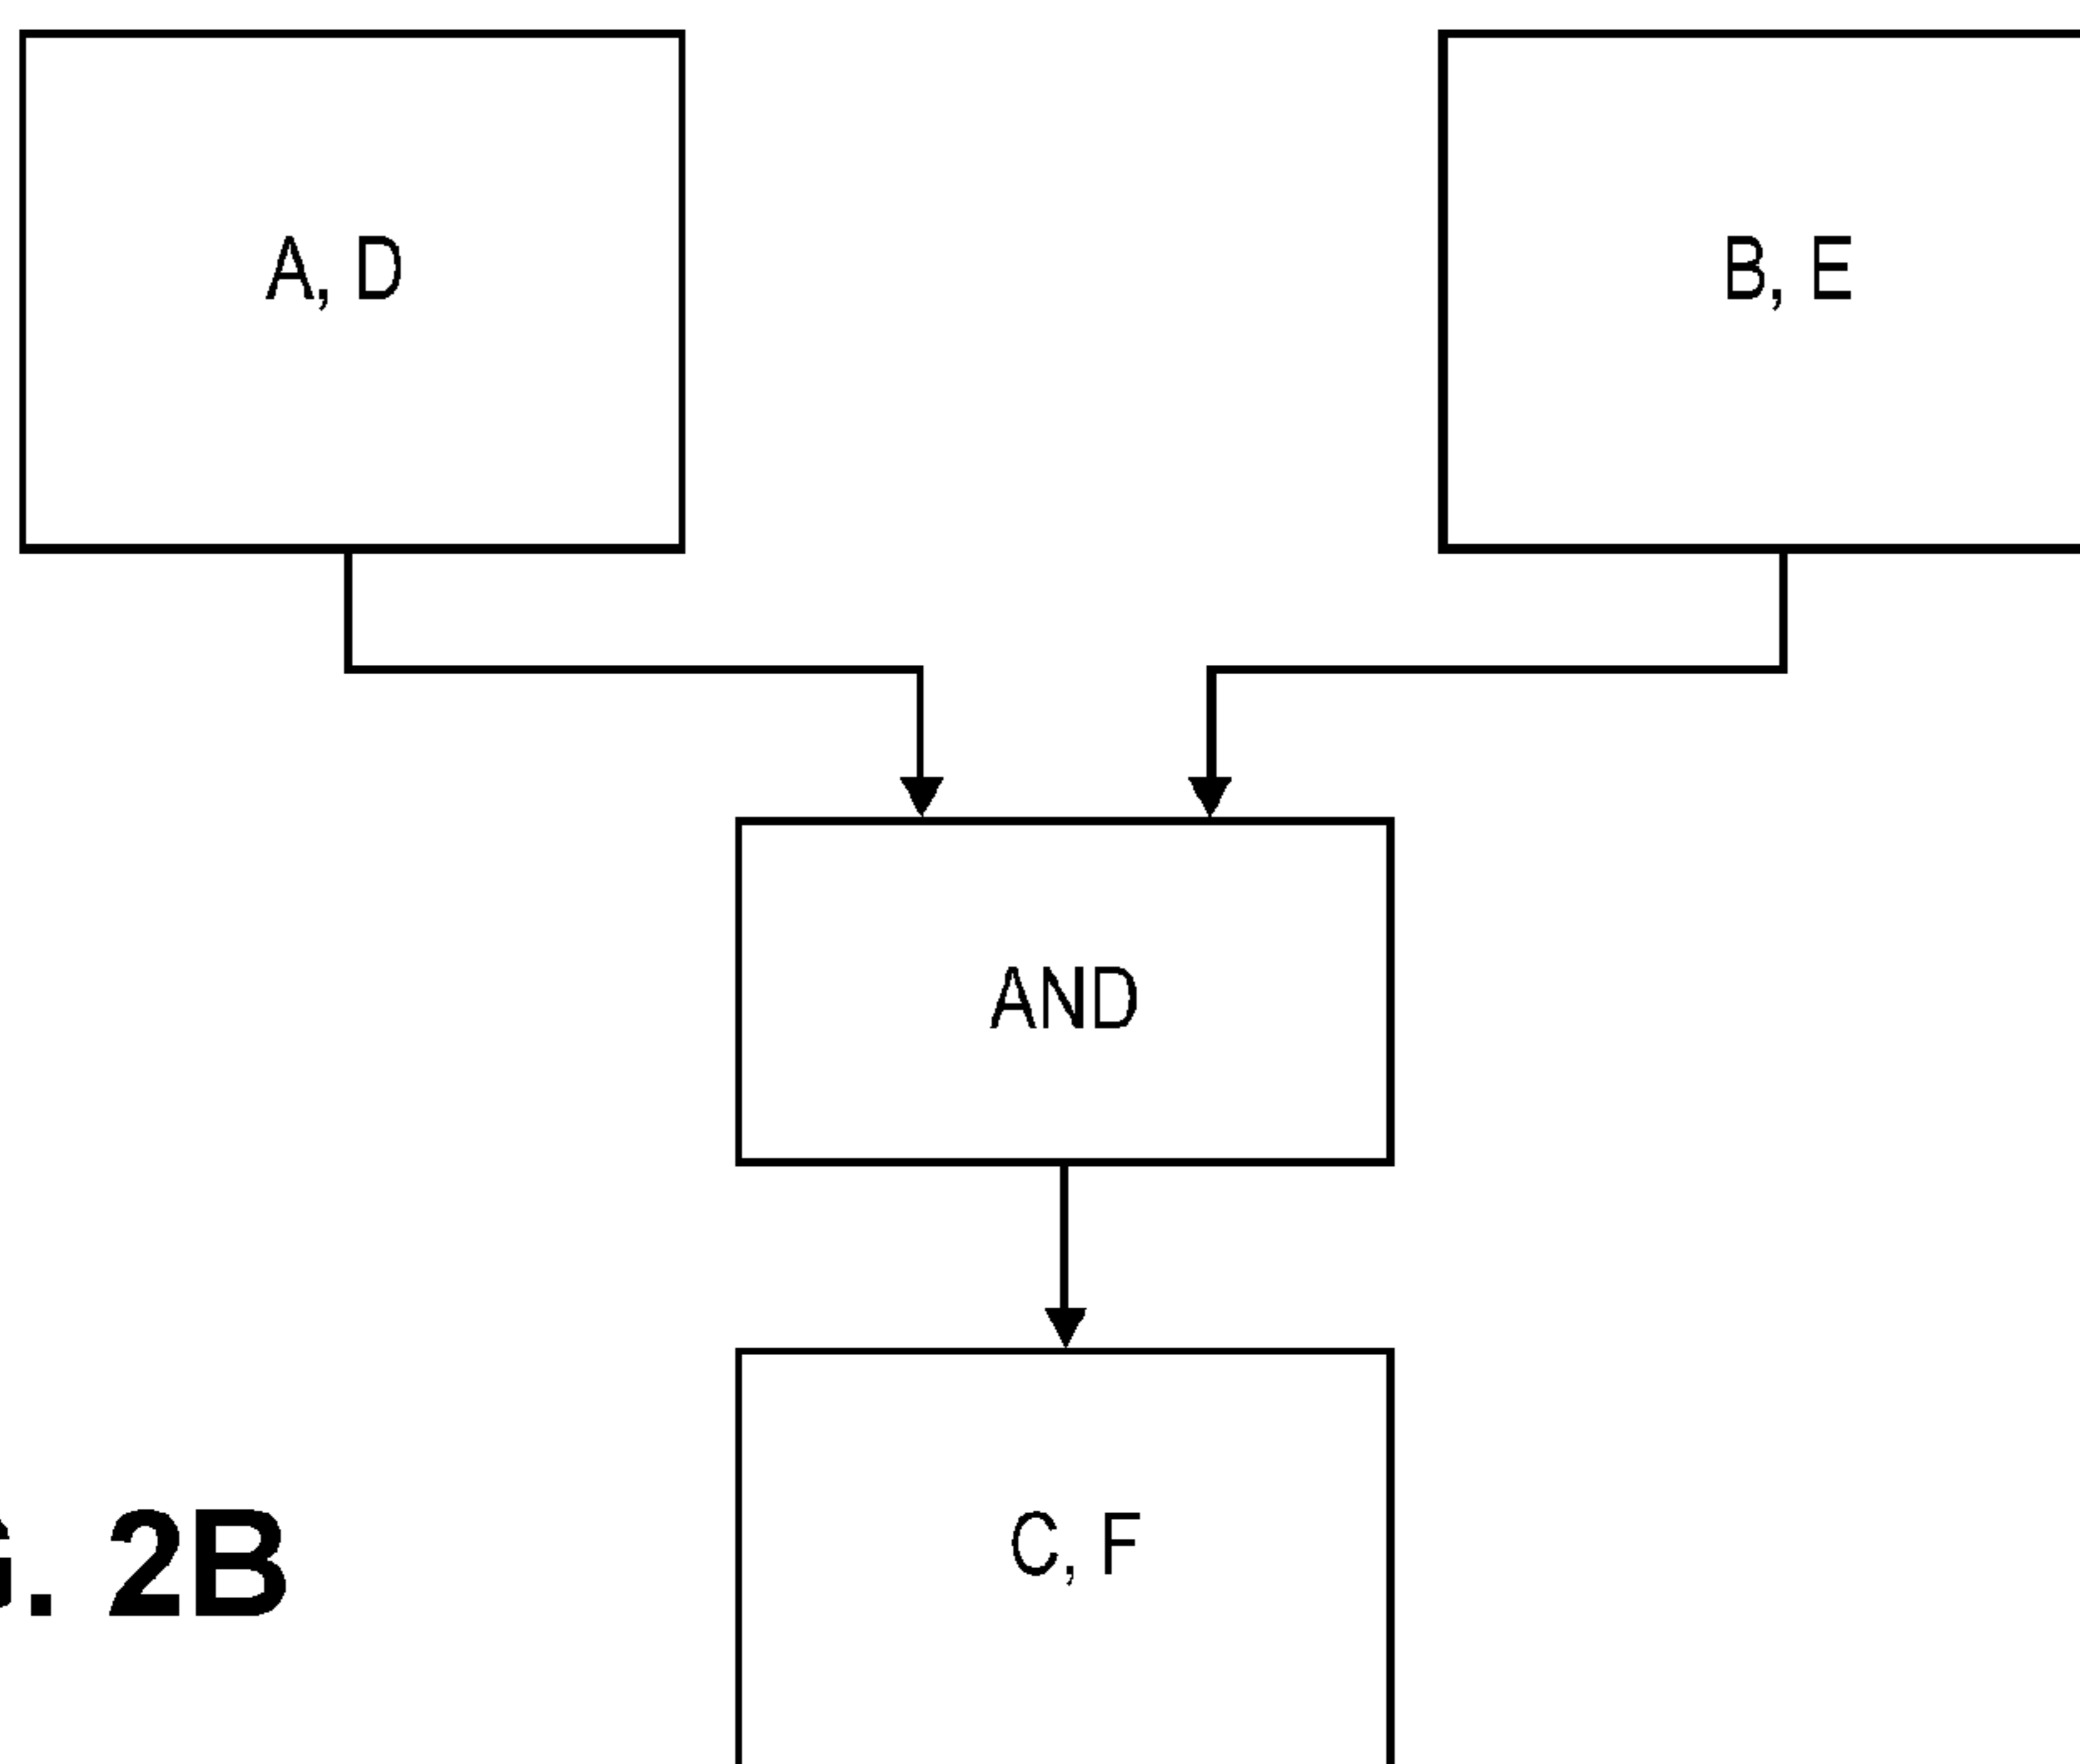 A, D
B, E
AND
C, F
G. 2B